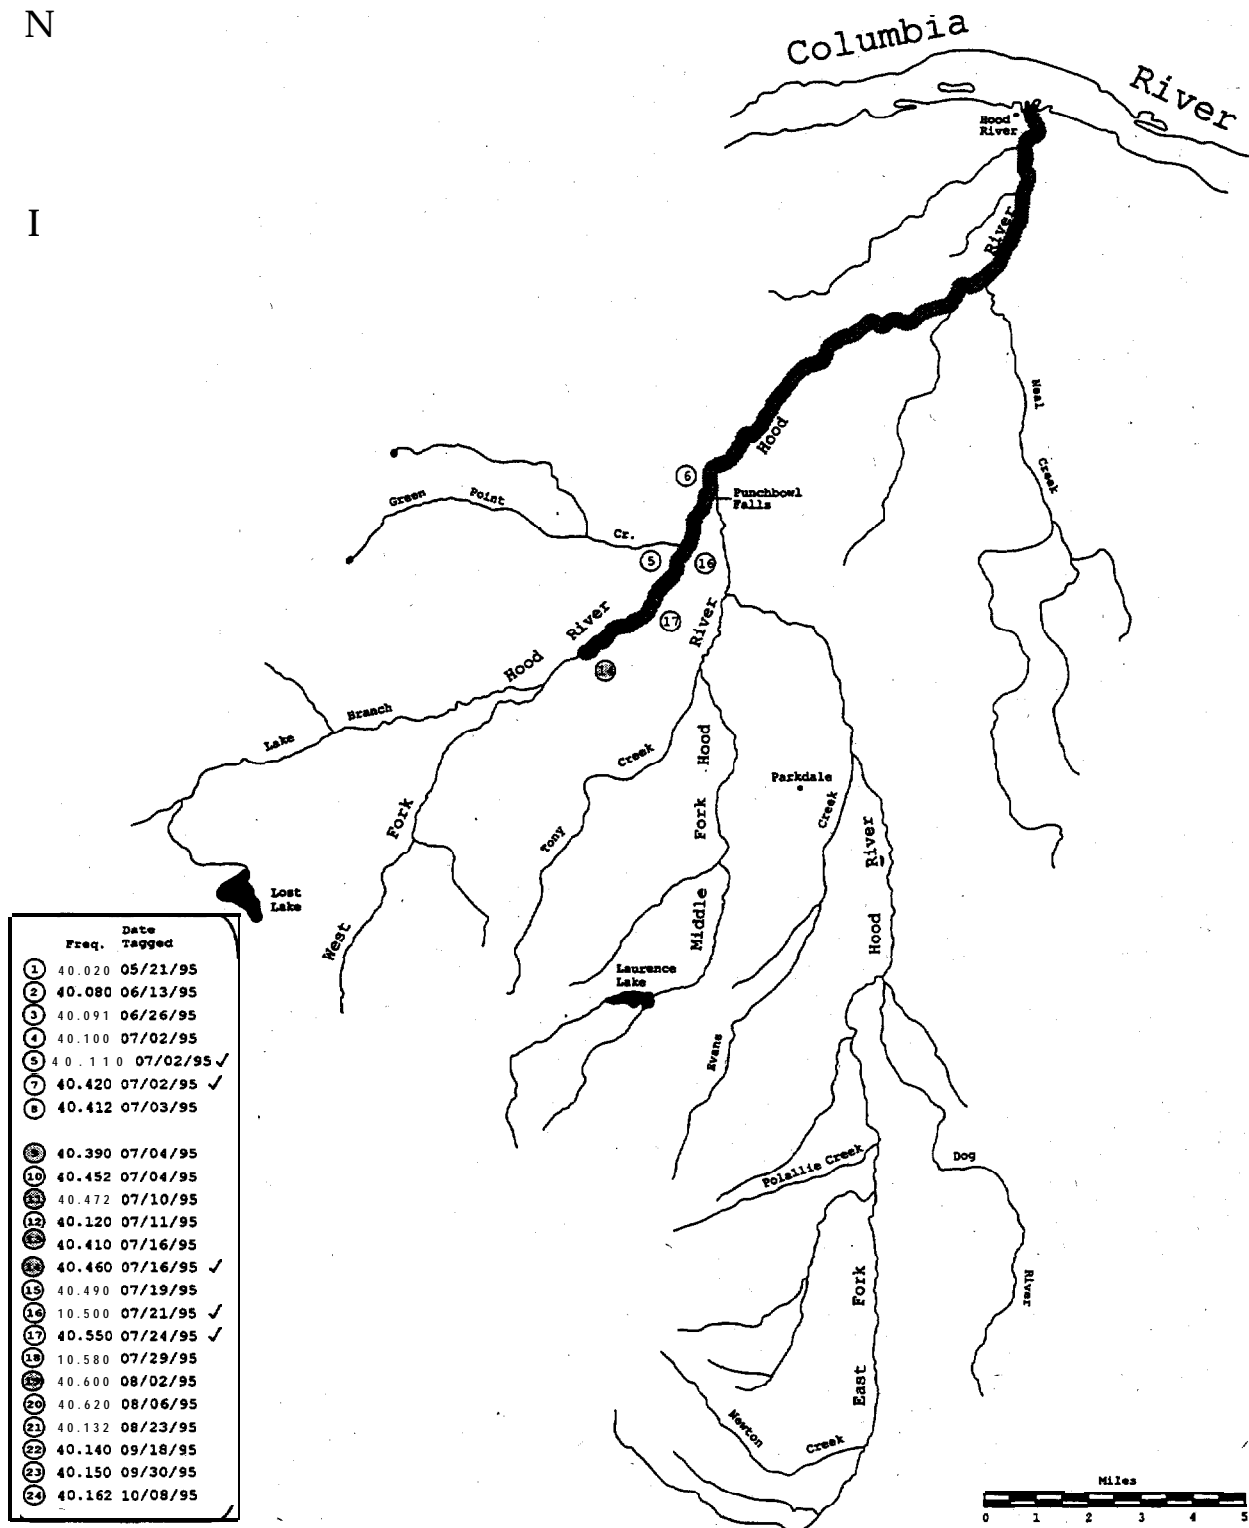 N
Columbia
River
Hood
River
I
River
Hood
Neal
Creek
6
Punchbowl
Falls
Green Point
Cr.
5
16
17
14
River
Hood
River
Branch
Lake
Hood
Creek
Tony
Fork
Parkdale
Creek
River
Fork
Lost
Lake
West
Middle
Hood
Laurence
Lake
Evans
Dog
Polallie Creek
River
Fork
East
Newton
Creek
Date
Freq. Tagged
1 40.020 05/21/95
2 40.080 06/13/95
3 40.091 06/26/95
4 40.100 07/02/95
5 40.110 07/02/95 ✓
7 40.420 07/02/95 ✓
8 40.412 07/03/95
9 40.390 07/04/95
10 40.452 07/04/95
11 40.472 07/10/95
12 40.120 07/11/95
13 40.410 07/16/95
14 40.460 07/16/95 ✓
15 40.490 07/19/95
16 10.500 07/21/95 ✓
17 40.550 07/24/95 ✓
18 10.580 07/29/95
19 40.600 08/02/95
20 40.620 08/06/95
21 40.132 08/23/95
22 40.140 09/18/95
23 40.150 09/30/95
24 40.162 10/08/95
Miles
0 1 2 3 4 5